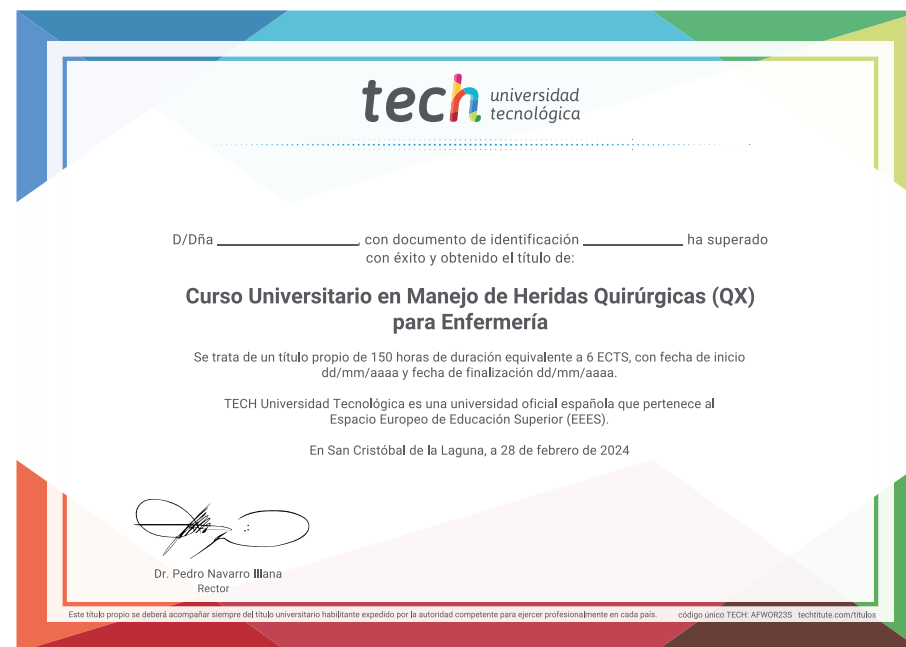 tech universidad
tecnológica
D/Dña ____________________, con documento de identificación ______________ ha superado
con éxito y obtenido el título de:
Curso Universitario en Manejo de Heridas Quirúrgicas (QX)
para Enfermería
Se trata de un título propio de 150 horas de duración equivalente a 6 ECTS, con fecha de inicio
dd/mm/aaaa y fecha de finalización dd/mm/aaaa.
TECH Universidad Tecnológica es una universidad oficial española que pertenece al
Espacio Europeo de Educación Superior (EEES).
En San Cristóbal de la Laguna, a 28 de febrero de 2024
Dr. Pedro Navarro Illana
Rector
Este título propio se deberá acompañar siempre del título universitario habilitante expedido por la autoridad competente para ejercer profesionalmente en cada país. código único TECH: AFWOR23S techtitute.com/titulos